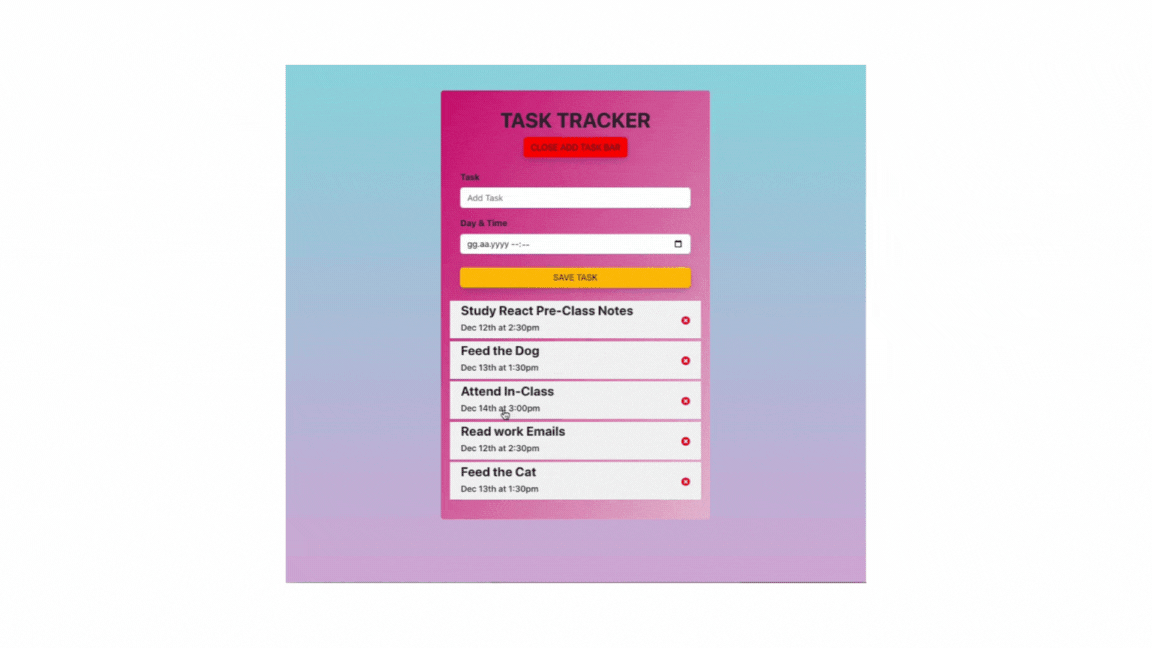 TASK TRACKER
CLOSE ADD TASK BAR
Task
Add Task
Day & Time
gg.aa.yyyy --:--
SAVE TASK
Study React Pre-Class Notes
Dec 12th at 2:30pm
Feed the Dog
Dec 13th at 1:30pm
Attend In-Class
Dec 14th at 3:00pm
Read work Emails
Dec 12th at 2:30pm
Feed the Cat
Dec 13th at 1:30pm